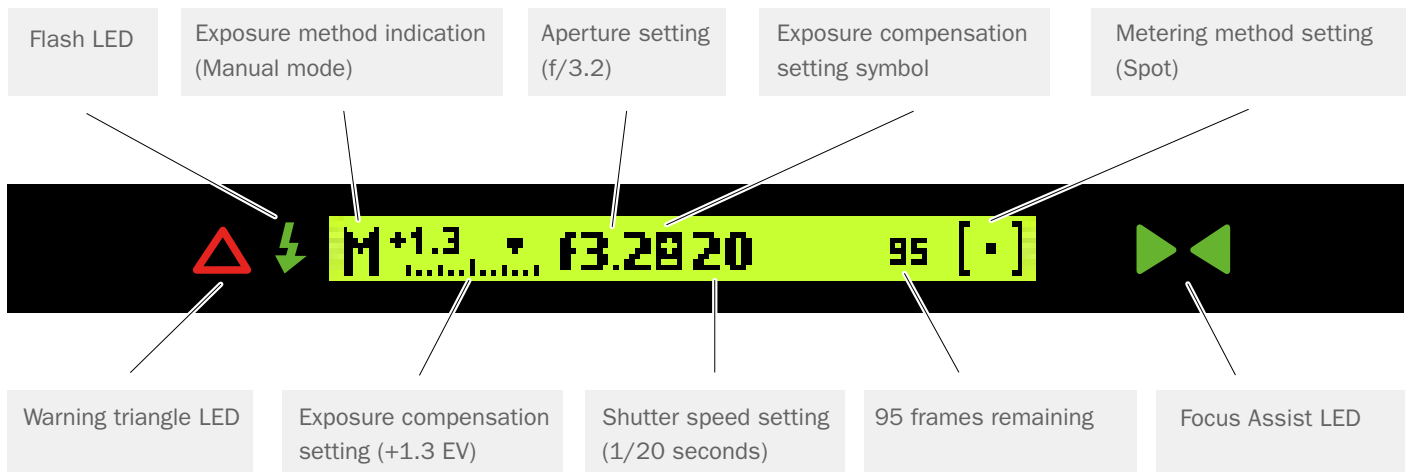 Flash LED
Exposure method indication
(Manual mode)
Aperture setting
(f/3.2)
Exposure compensation
setting symbol
Metering method setting
(Spot)
M +1.3 f3.2 20 95 [ · ]
Warning triangle LED
Exposure compensation
setting (+1.3 EV)
Shutter speed setting
(1/20 seconds)
95 frames remaining
Focus Assist LED